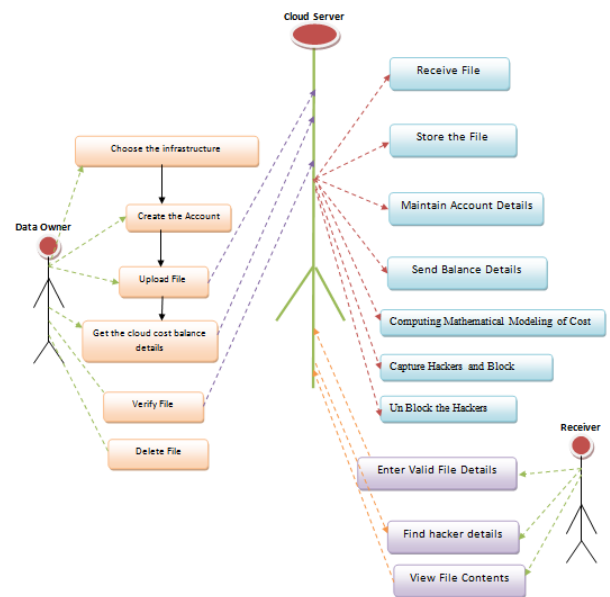 Cloud Server
Receive File
Store the File
Choose the infrastructure
Maintain Account Details
Create the Account
Data Owner
Send Balance Details
Upload File
Computing Mathematical Modeling of Cost
Get the cloud cost balance
details
Capture Hackers and Block
Verify File
Un Block the Hackers
Receiver
Delete File
Enter Valid File Details
Find hacker details
View File Contents